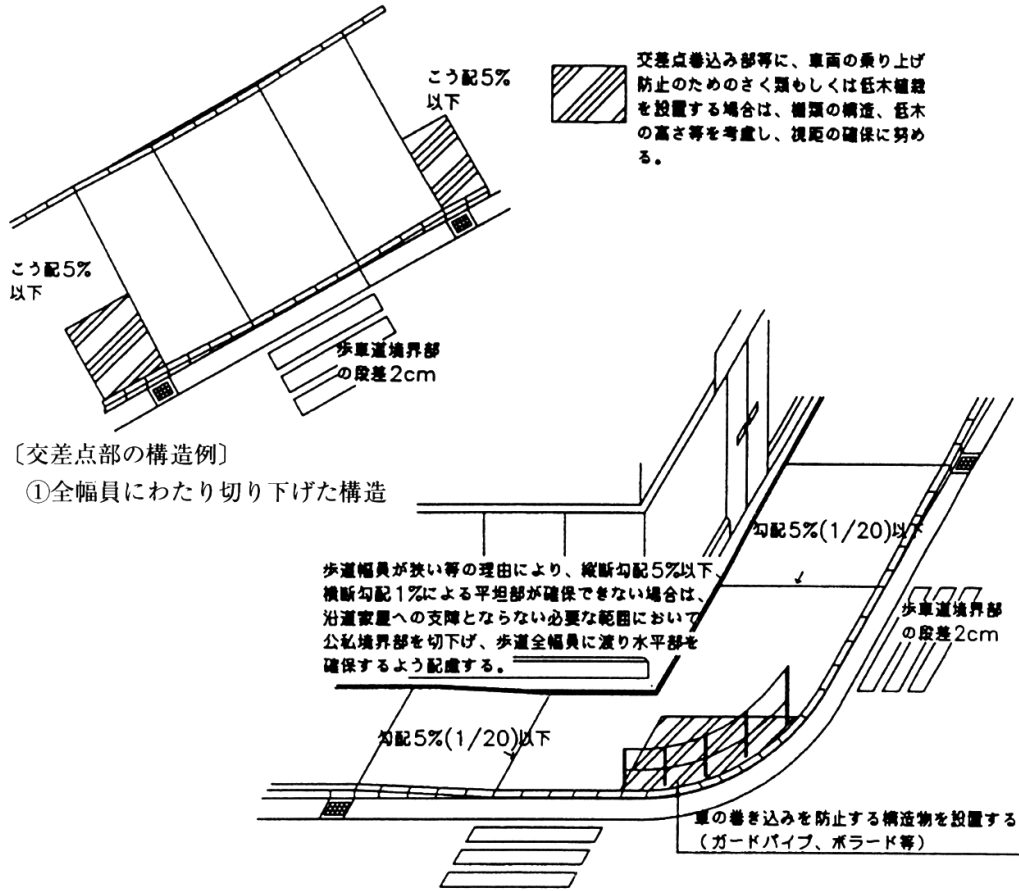 こう配5%
以下
交差点巻込み部等に、車両の乗り上げ
防止のためのさく類もしくは低木植栽
を設置する場合は、柵類の構造、低木
の高さ等を考慮し、視距の確保に努め
る。
こう配5%
以下
歩車道境界部
の段差2cm
〔交差点部の構造例〕
①全幅員にわたり切り下げた構造
勾配5%(1/20)以下
歩道幅員が狭い等の理由により、縦断勾配5%以下、
横断勾配1%による平坦部が確保できない場合は、
沿道家屋への支障とならない必要な範囲において
公私境界部を切下げ、歩道全幅員に渡り水平部を
確保するよう配慮する。
歩車道境界部
の段差2cm
勾配5%(1/20)以下
車の巻き込みを防止する構造物を設置する
(ガードパイプ、ボラード等)